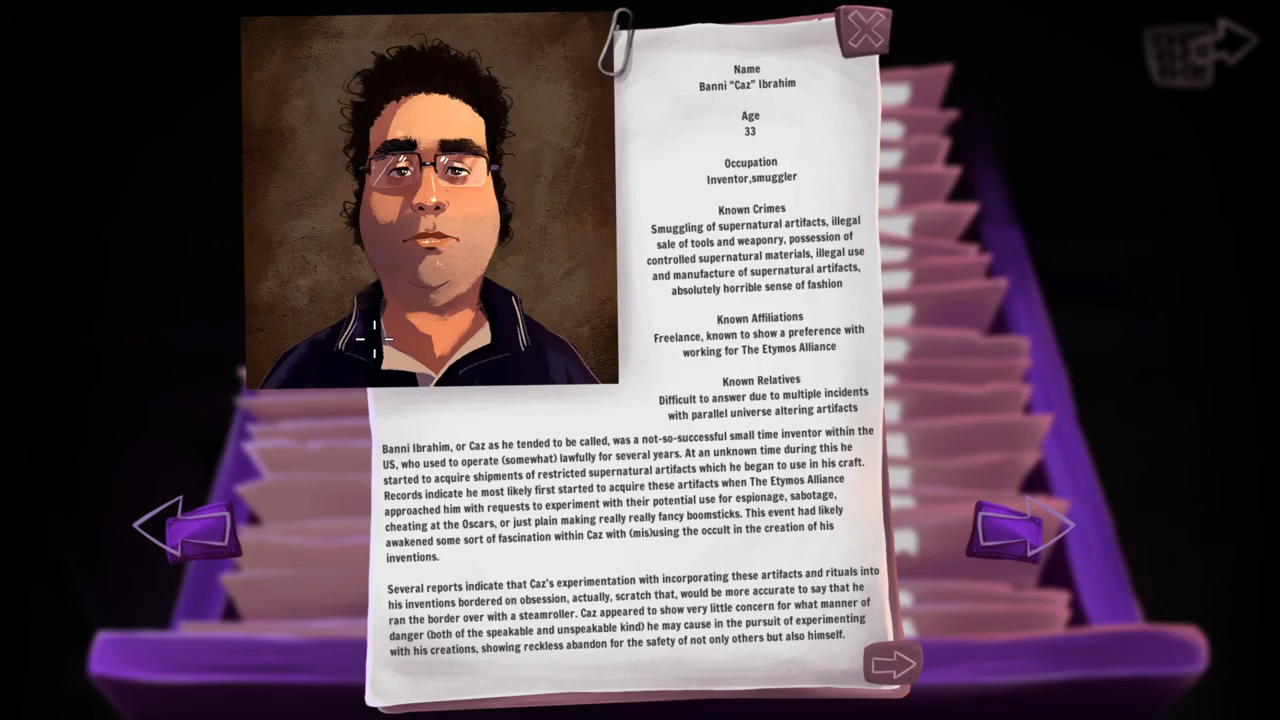 Name
Banni "Caz" Ibrahim
Age
33
Occupation
Inventor,smuggler
Known Crimes
Smuggling of supernatural artifacts, illegal
sale of tools and weaponry, possession of
controlled supernatural materials, illegal use
and manufacture of supernatural artifacts,
absolutely horrible sense of fashion
Known Affiliations
Freelance, known to show a preference with
working for The Etymos Alliance
Known Relatives
Difficult to answer due to multiple incidents
with parallel universe altering artifacts
Banni Ibrahim, or Caz as he tended to be called, was a not-so-successful small time inventor within the
US, who used to operate (somewhat) lawfully for several years. At an unknown time during this he
started to acquire shipments of restricted supernatural artifacts which he began to use in his craft.
Records indicate he most likely first started to acquire these artifacts when The Etymos Alliance
approached him with requests to experiment with their potential use for espionage, sabotage,
cheating at the Oscars, or just plain making really really fancy boomsticks. This event had likely
awakened some sort of fascination within Caz with (mis)using the occult in the creation of his
inventions.
Several reports indicate that Caz's experimentation with incorporating these artifacts and rituals into
his inventions bordered on obsession, actually, scratch that, would be more accurate to say that he
ran the border over with a steamroller. Caz appeared to show very little concern for what manner of
danger (both of the speakable and unspeakable kind) he may cause in the pursuit of experimenting
with his creations, showing reckless abandon for the safety of not only others but also himself.